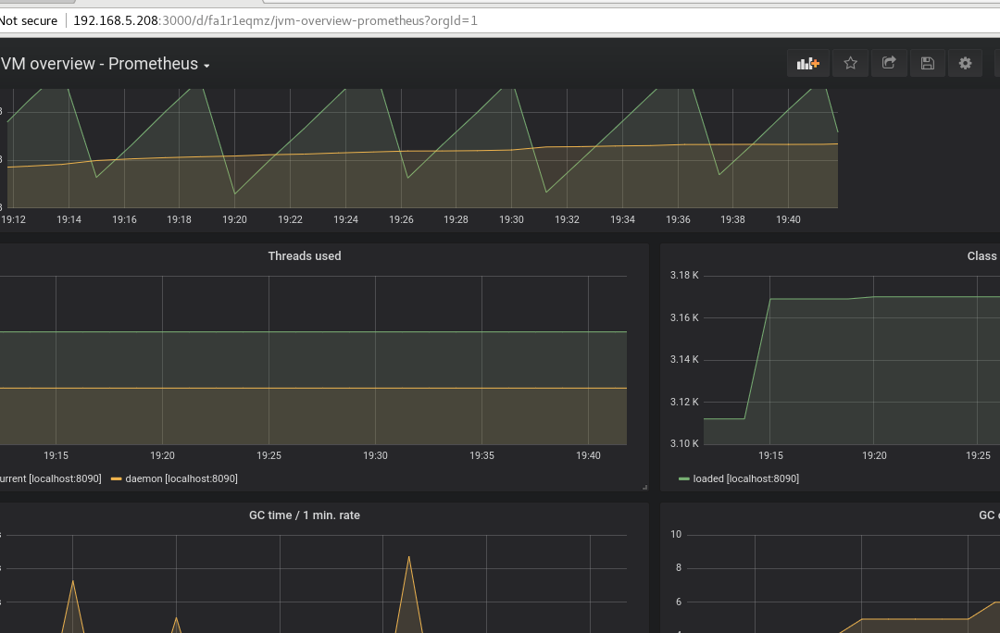 Not secure 192.168.5.208:3000/d/fa1r1eqmz/jvm-overview-prometheus?orgId=1
VM overview - Prometheus
19:12 19:14 19:16 19:18 19:20 19:22 19:24 19:26 19:28 19:30 19:32 19:34 19:36 19:38 19:40
Threads used
19:15 19:20 19:25 19:30 19:35 19:40
urrent [localhost:8090] daemon [localhost:8090]
Class
3.18 K
3.16 K
3.14 K
3.12 K
3.10 K
19:15 19:20 19:25
loaded [localhost:8090]
GC time / 1 min. rate
GC
10
8
6